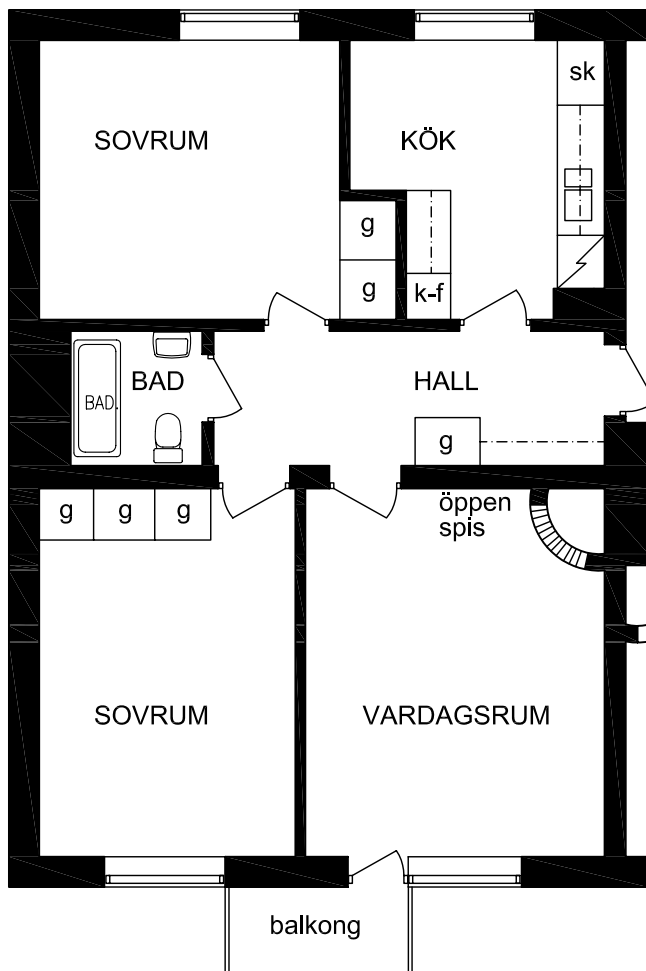 sk
SOVRUM
KÖK
g
g
k-f
BAD
HALL
BAD.
g
g
g
g
öppen
spis
SOVRUM
VARDAGSRUM
balkong